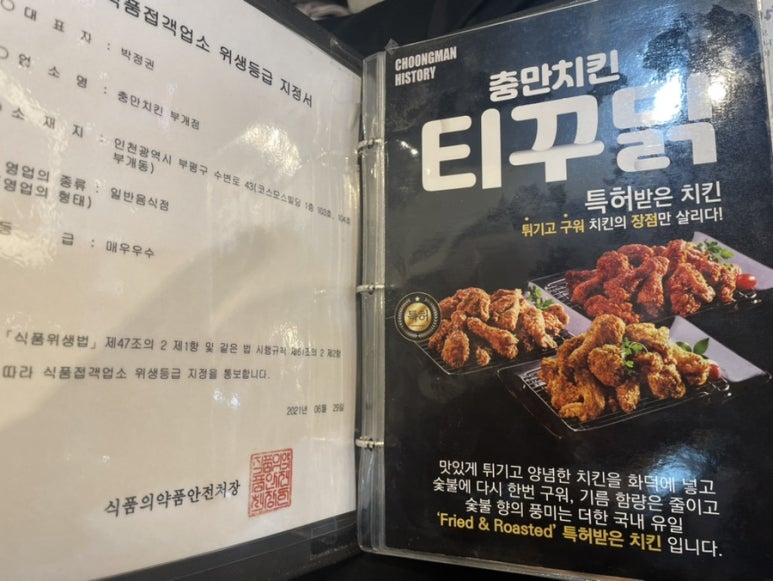 식품접객업소 위생등급 지정서
○ 대 표 자 : 박정권
○ 업 소 명 : 충만치킨 부개점
○ 소 재 지 : 인천광역시 부평구 수변로 43(코스모스빌딩 1층 103호, 104호
부개동)
영업의 종류 : 일반음식점
영업의 형태)
등 급 : 매우우수
「식품위생법」 제47조의 2 제1항 및 같은 법 시행규칙 제61조의 2 제2항
따라 식품접객업소 위생등급 지정을 통보합니다.
2021년 06월 29일
식품의약품안전처장
CHOONGMAN
HISTORY
충만치킨
티꾸닭
특허받은 치킨
튀기고 구워 치킨의 장점만 살리다!
특허
맛있게 튀기고 양념한 치킨을 화덕에 넣고
숯불에 다시 한번 구워, 기름 함량은 줄이고
숯불 향의 풍미는 더한 국내 유일
'Fried & Roasted' 특허받은 치킨 입니다.